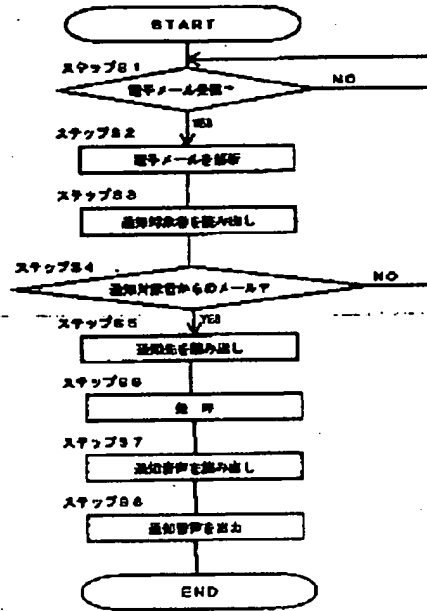 START
ステップS1
電子メール受信?
NO
YES
ステップS2
電子メールを解析
ステップS3
通知対象者を読み出し
ステップS4
通知対象者からのメール?
NO
YES
ステップS5
通知先を読み出し
ステップS6
発呼
ステップS7
通知音声を読み出し
ステップS8
通知音声を出力
END